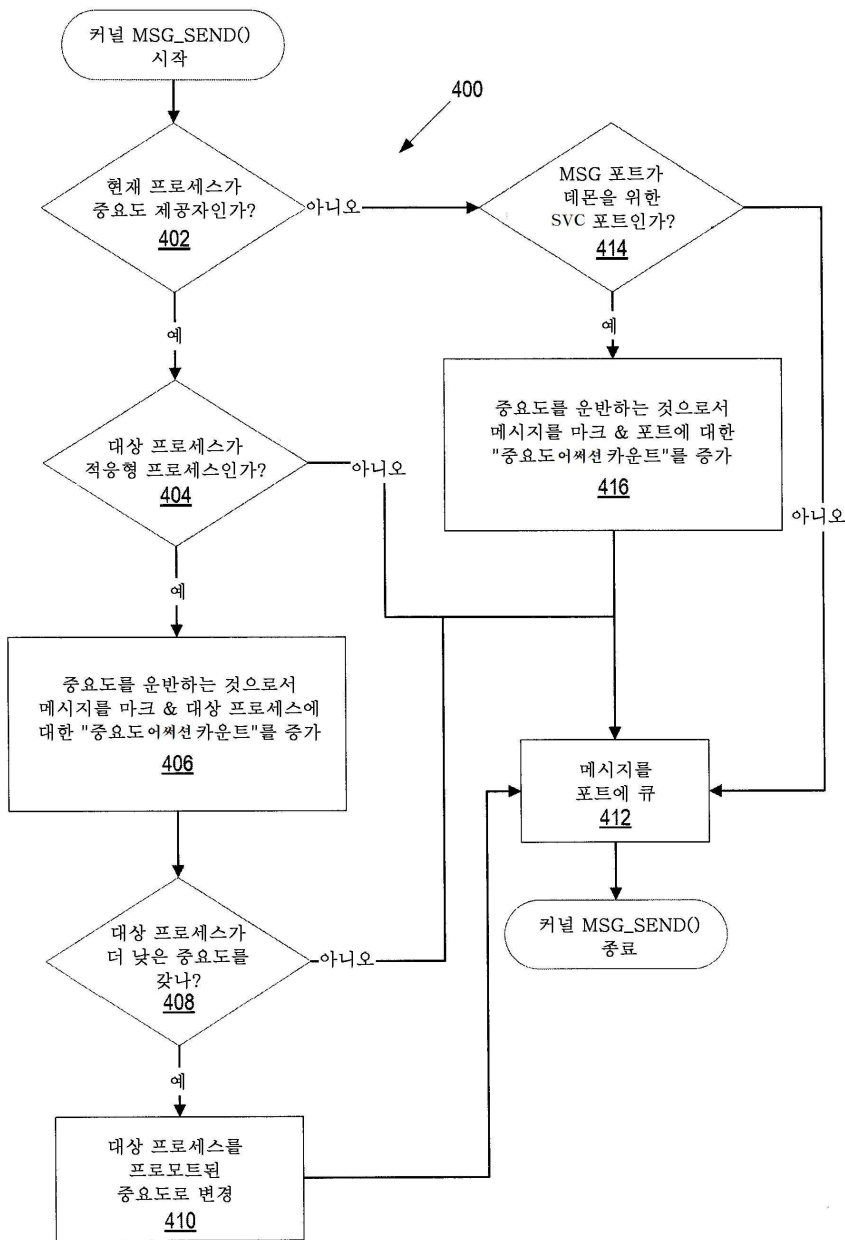 커널 MSG_SEND()
시작
400
현재 프로세스가
중요도 제공자인가?
402
아니오
MSG 포트가
데몬을 위한
SVC 포트인가?
414
예
예
대상 프로세스가
적응형 프로세스인가?
404
아니오
중요도를 운반하는 것으로서
메시지를 마크 & 포트에 대한
"중요도어써션카운트"를 증가
416
아니오
예
중요도를 운반하는 것으로서
메시지를 마크 & 대상 프로세스에
대한 "중요도어써션카운트"를 증가
406
메시지를
포트에 큐
412
대상 프로세스가
더 낮은 중요도를
갖나?
408
아니오
커널 MSG_SEND()
종료
예
대상 프로세스를
프로모트된
중요도로 변경
410